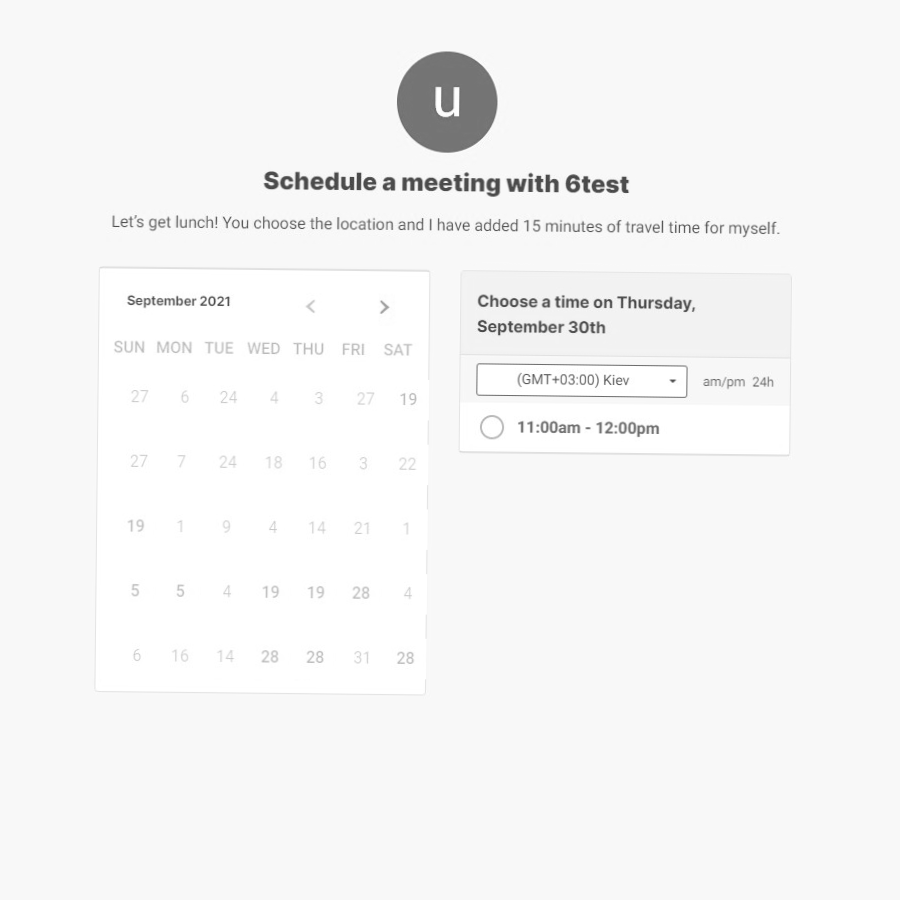 u
Schedule a meeting with 6test
Let's get lunch! You choose the location and I have added 15 minutes of travel time for myself.
September 2021
SUN MON TUE WED THU FRI SAT
27 6 24 4 3 27 19
27 7 24 18 16 3 22
19 1 9 4 14 21 1
5 5 4 19 19 28 4
6 16 14 28 28 31 28
Choose a time on Thursday,
September 30th
(GMT+03:00) Kiev am/pm 24h
11:00am - 12:00pm